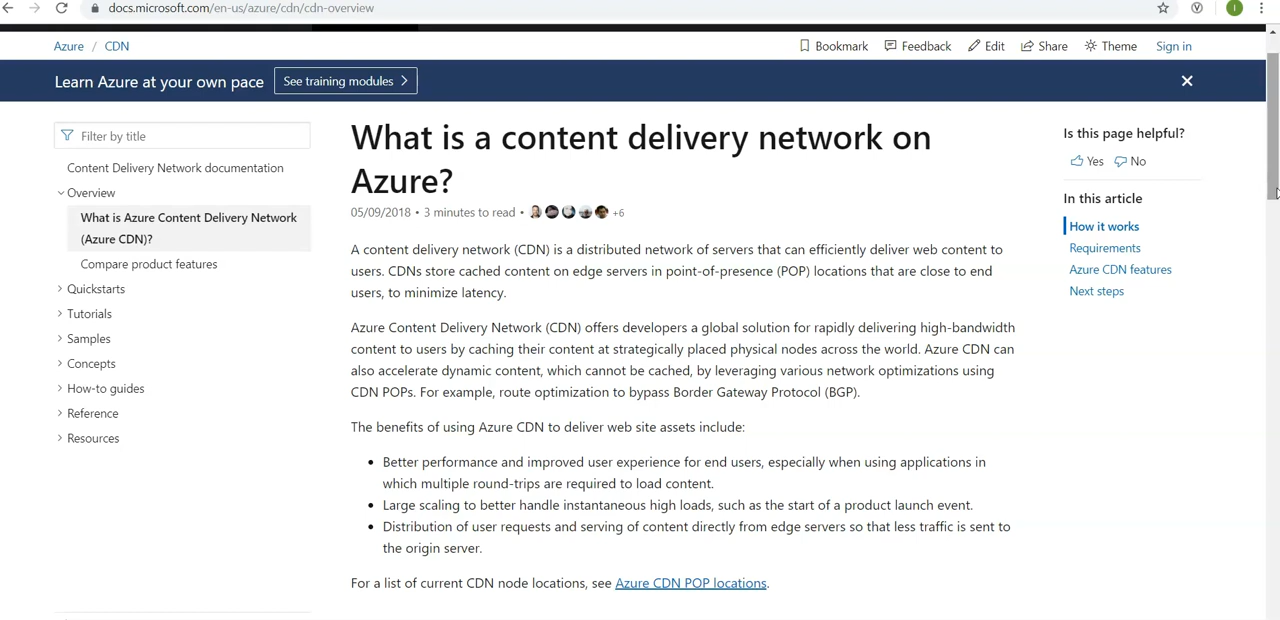 docs.microsoft.com/en-us/azure/cdn/cdn-overview
Azure / CDN
Bookmark Feedback Edit Share Theme Sign in
Learn Azure at your own pace See training modules
Filter by title
Content Delivery Network documentation
Overview
What is Azure Content Delivery Network
(Azure CDN)?
Compare product features
Quickstarts
Tutorials
Samples
Concepts
How-to guides
Reference
Resources
What is a content delivery network on
Azure?
05/09/2018 • 3 minutes to read • +6
A content delivery network (CDN) is a distributed network of servers that can efficiently deliver web content to
users. CDNs store cached content on edge servers in point-of-presence (POP) locations that are close to end
users, to minimize latency.
Azure Content Delivery Network (CDN) offers developers a global solution for rapidly delivering high-bandwidth
content to users by caching their content at strategically placed physical nodes across the world. Azure CDN can
also accelerate dynamic content, which cannot be cached, by leveraging various network optimizations using
CDN POPs. For example, route optimization to bypass Border Gateway Protocol (BGP).
The benefits of using Azure CDN to deliver web site assets include:
• Better performance and improved user experience for end users, especially when using applications in
which multiple round-trips are required to load content.
• Large scaling to better handle instantaneous high loads, such as the start of a product launch event.
• Distribution of user requests and serving of content directly from edge servers so that less traffic is sent to
the origin server.
For a list of current CDN node locations, see Azure CDN POP locations.
Is this page helpful?
Yes No
In this article
How it works
Requirements
Azure CDN features
Next steps